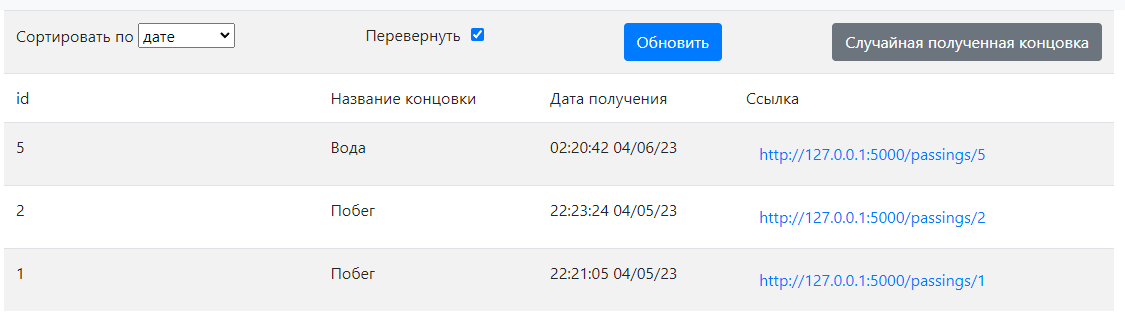 Сортировать по дате Перевернуть Обновить Случайная полученная концовка
id Название концовки Дата получения Ссылка
5 Вода 02:20:42 04/06/23 http://127.0.0.1:5000/passings/5
2 Побег 22:23:24 04/05/23 http://127.0.0.1:5000/passings/2
1 Побег 22:21:05 04/05/23 http://127.0.0.1:5000/passings/1